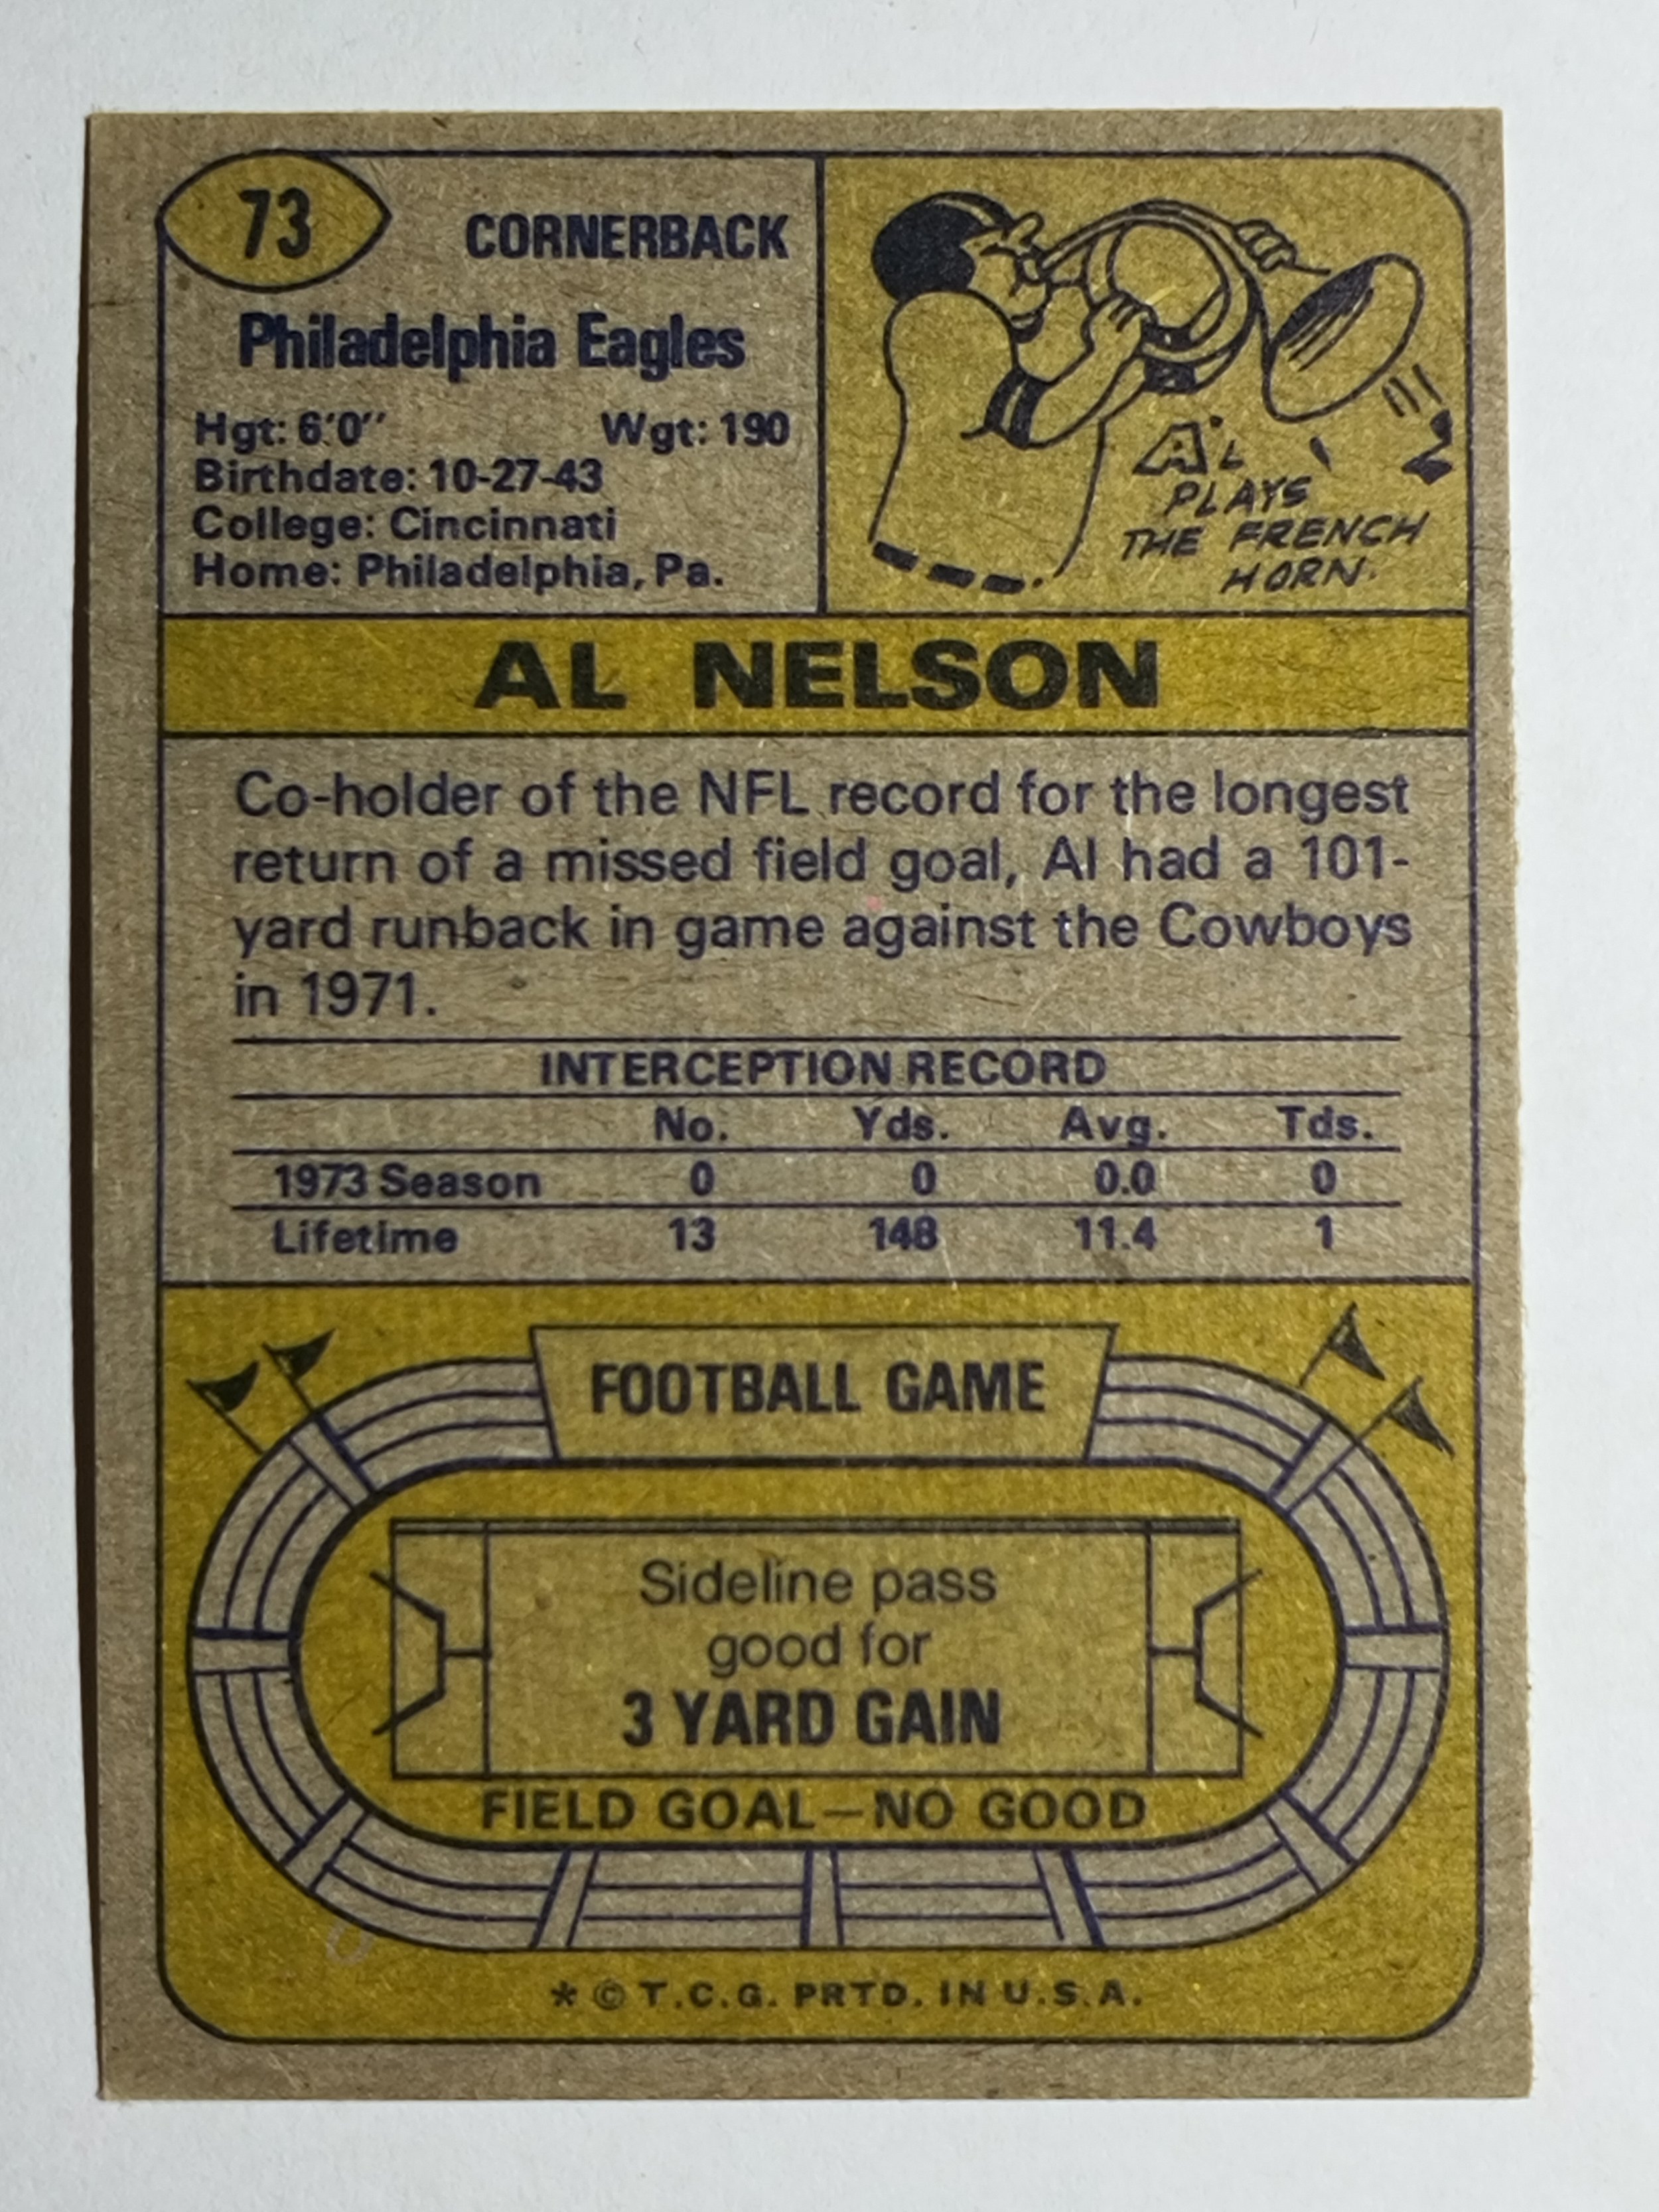 73
CORNERBACK
Philadelphia Eagles
Hgt: 6'0" Wgt: 190
Birthdate: 10-27-43
College: Cincinnati
Home: Philadelphia, Pa.
AL
PLAYS
THE FRENCH
HORN.
AL NELSON
Co-holder of the NFL record for the longest
return of a missed field goal, Al had a 101-
yard runback in game against the Cowboys
in 1971.
INTERCEPTION RECORD
No. Yds. Avg. Tds.
1973 Season 0 0 0.0 0
Lifetime 13 148 11.4 1
FOOTBALL GAME
Sideline pass
good for
3 YARD GAIN
FIELD GOAL—NO GOOD
* © T.C.G. PRTD. IN U.S.A.